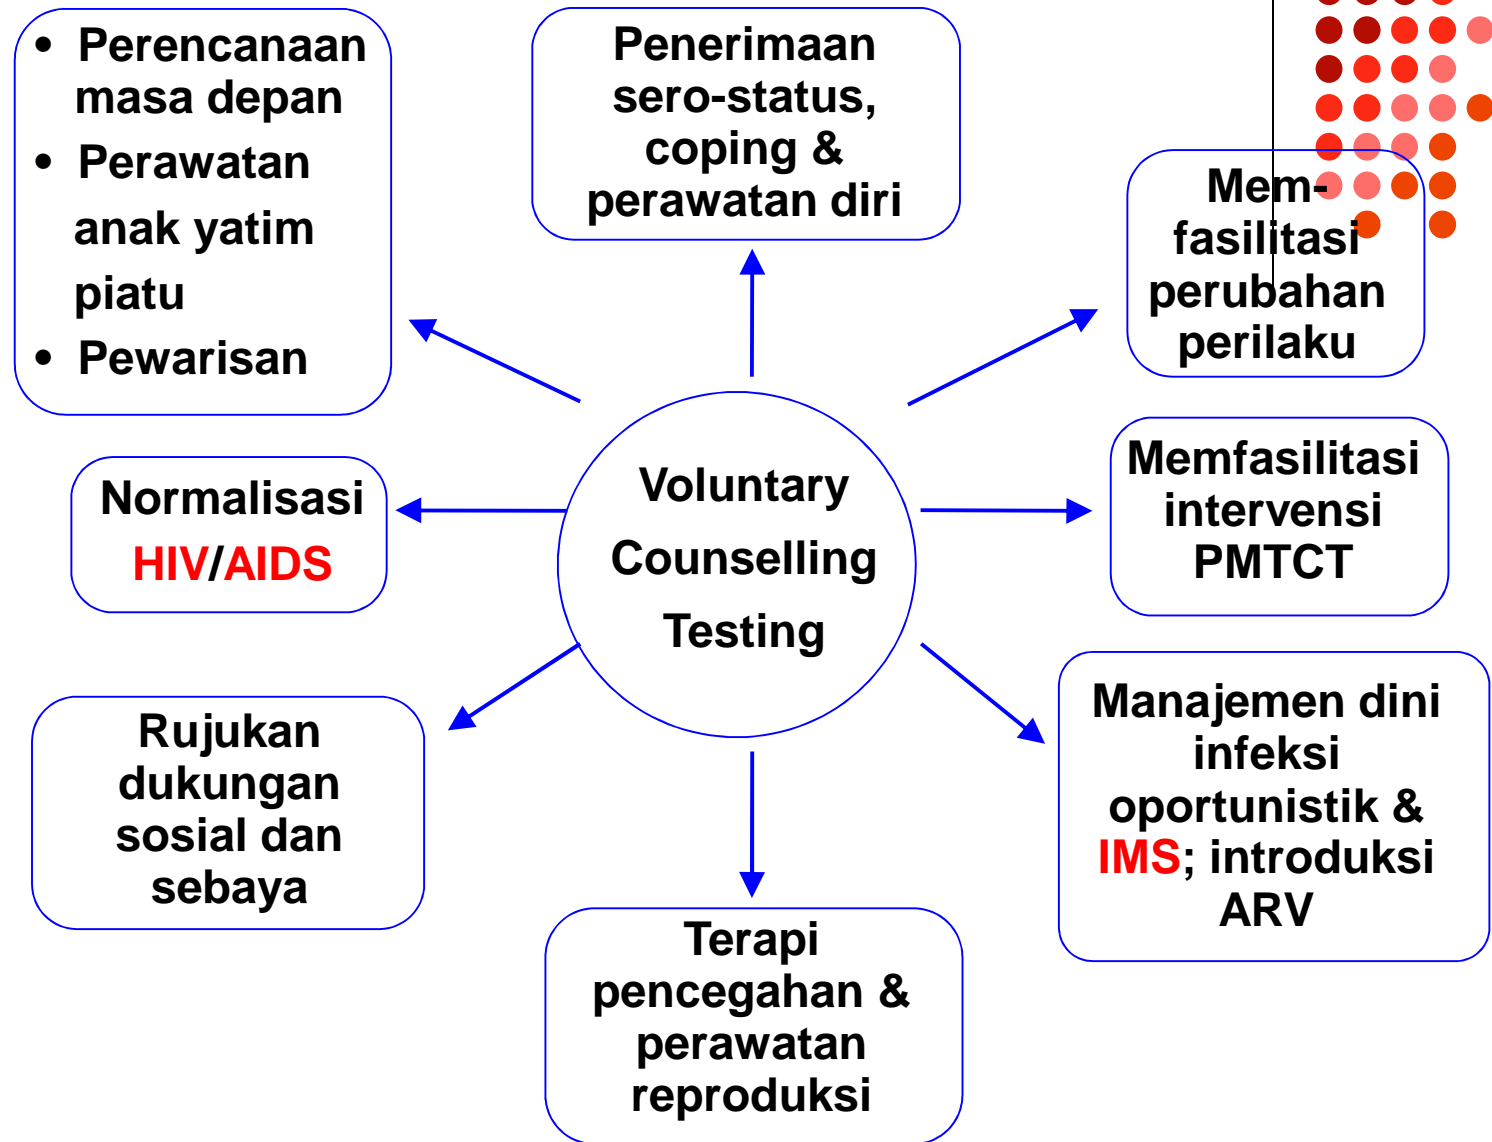 • Perencanaan
masa depan
• Perawatan
anak yatim
piatu
• Pewarisan
Penerimaan
sero-status,
coping &
perawatan diri
Mem-
fasilitasi
perubahan
perilaku
Normalisasi
HIV/AIDS
Voluntary
Counselling
Testing
Memfasilitasi
intervensi
PMTCT
Rujukan
dukungan
sosial dan
sebaya
Terapi
pencegahan &
perawatan
reproduksi
Manajemen dini
infeksi
oportunistik &
IMS; introduksi
ARV